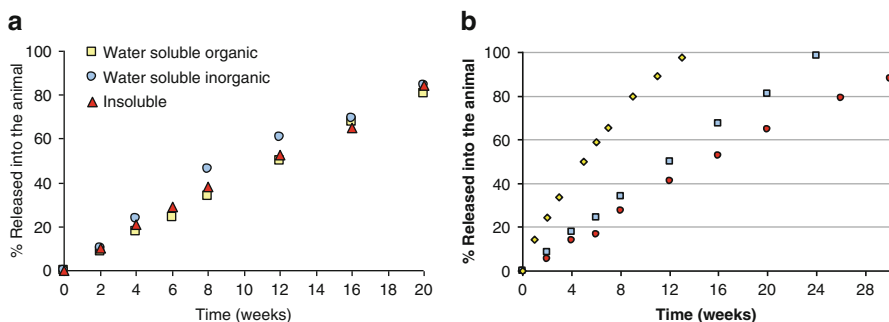 a
% Released into the animal
100
80
60
40
20
0
Water soluble organic
Water soluble inorganic
Insoluble
0 2 4 6 8 10 12 14 16 18 20
Time (weeks)
b
% Released into the animal
100
80
60
40
20
0
0 4 8 12 16 20 24 28
Time (weeks)